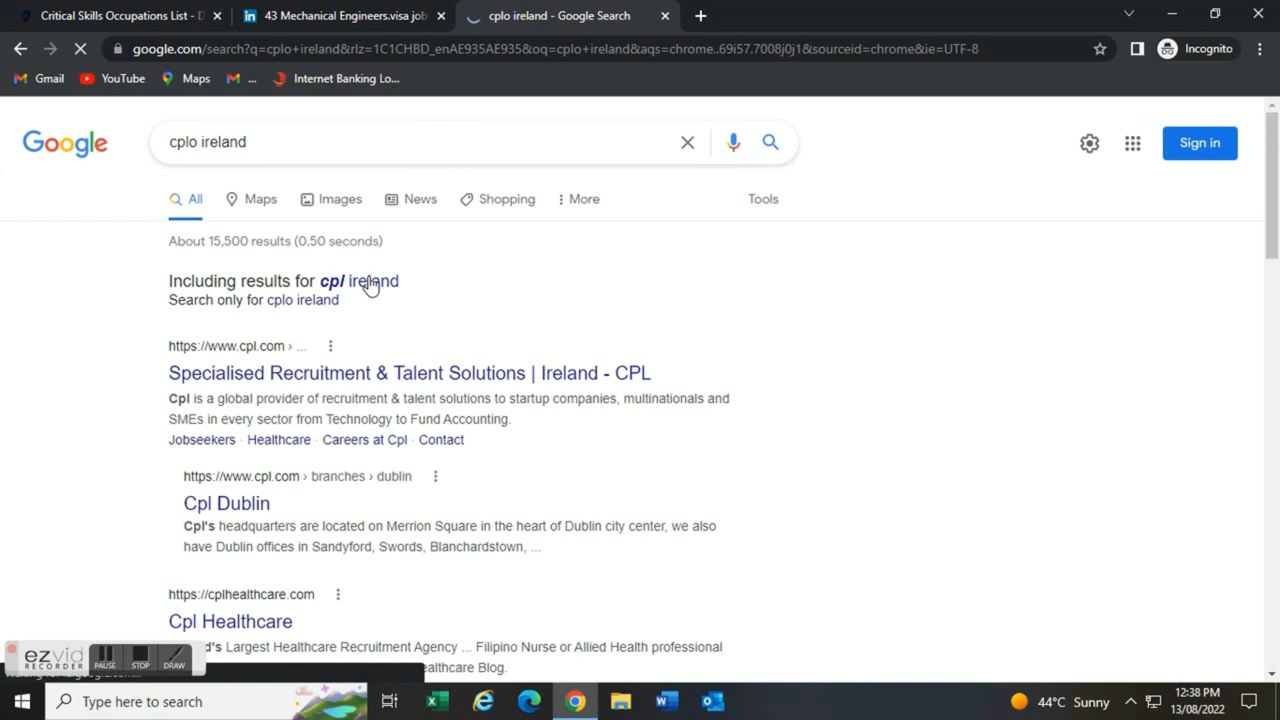 Critical Skills Occupations List - D
43 Mechanical Engineers.visa job
cplo ireland - Google Search
google.com/search?q=cplo+ireland&rlz=1C1CHBD_enAE935AE935&oq=cplo+ireland&aqs=chrome..69i57.7008j0j1&sourceid=chrome&ie=UTF-8
Incognito
Gmail
YouTube
Maps
...
Internet Banking Lo...
Google
cplo ireland
Sign in
All
Maps
Images
News
Shopping
More
Tools
About 15,500 results (0.50 seconds)
Including results for cpl ireland
Search only for cplo ireland
https://www.cpl.com › ...
Specialised Recruitment & Talent Solutions | Ireland - CPL
Cpl is a global provider of recruitment & talent solutions to startup companies, multinationals and
SMEs in every sector from Technology to Fund Accounting.
Jobseekers · Healthcare · Careers at Cpl · Contact
https://www.cpl.com › branches › dublin
Cpl Dublin
Cpl's headquarters are located on Merrion Square in the heart of Dublin city center, we also
have Dublin offices in Sandyford, Swords, Blanchardstown, ...
https://cplhealthcare.com
Cpl Healthcare
d's Largest Healthcare Recruitment Agency ... Filipino Nurse or Allied Health professional
ealthcare Blog.
ezvid
RECORDER
PAUSE
STOP
DRAW
Type here to search
44°C Sunny
12:38 PM
13/08/2022